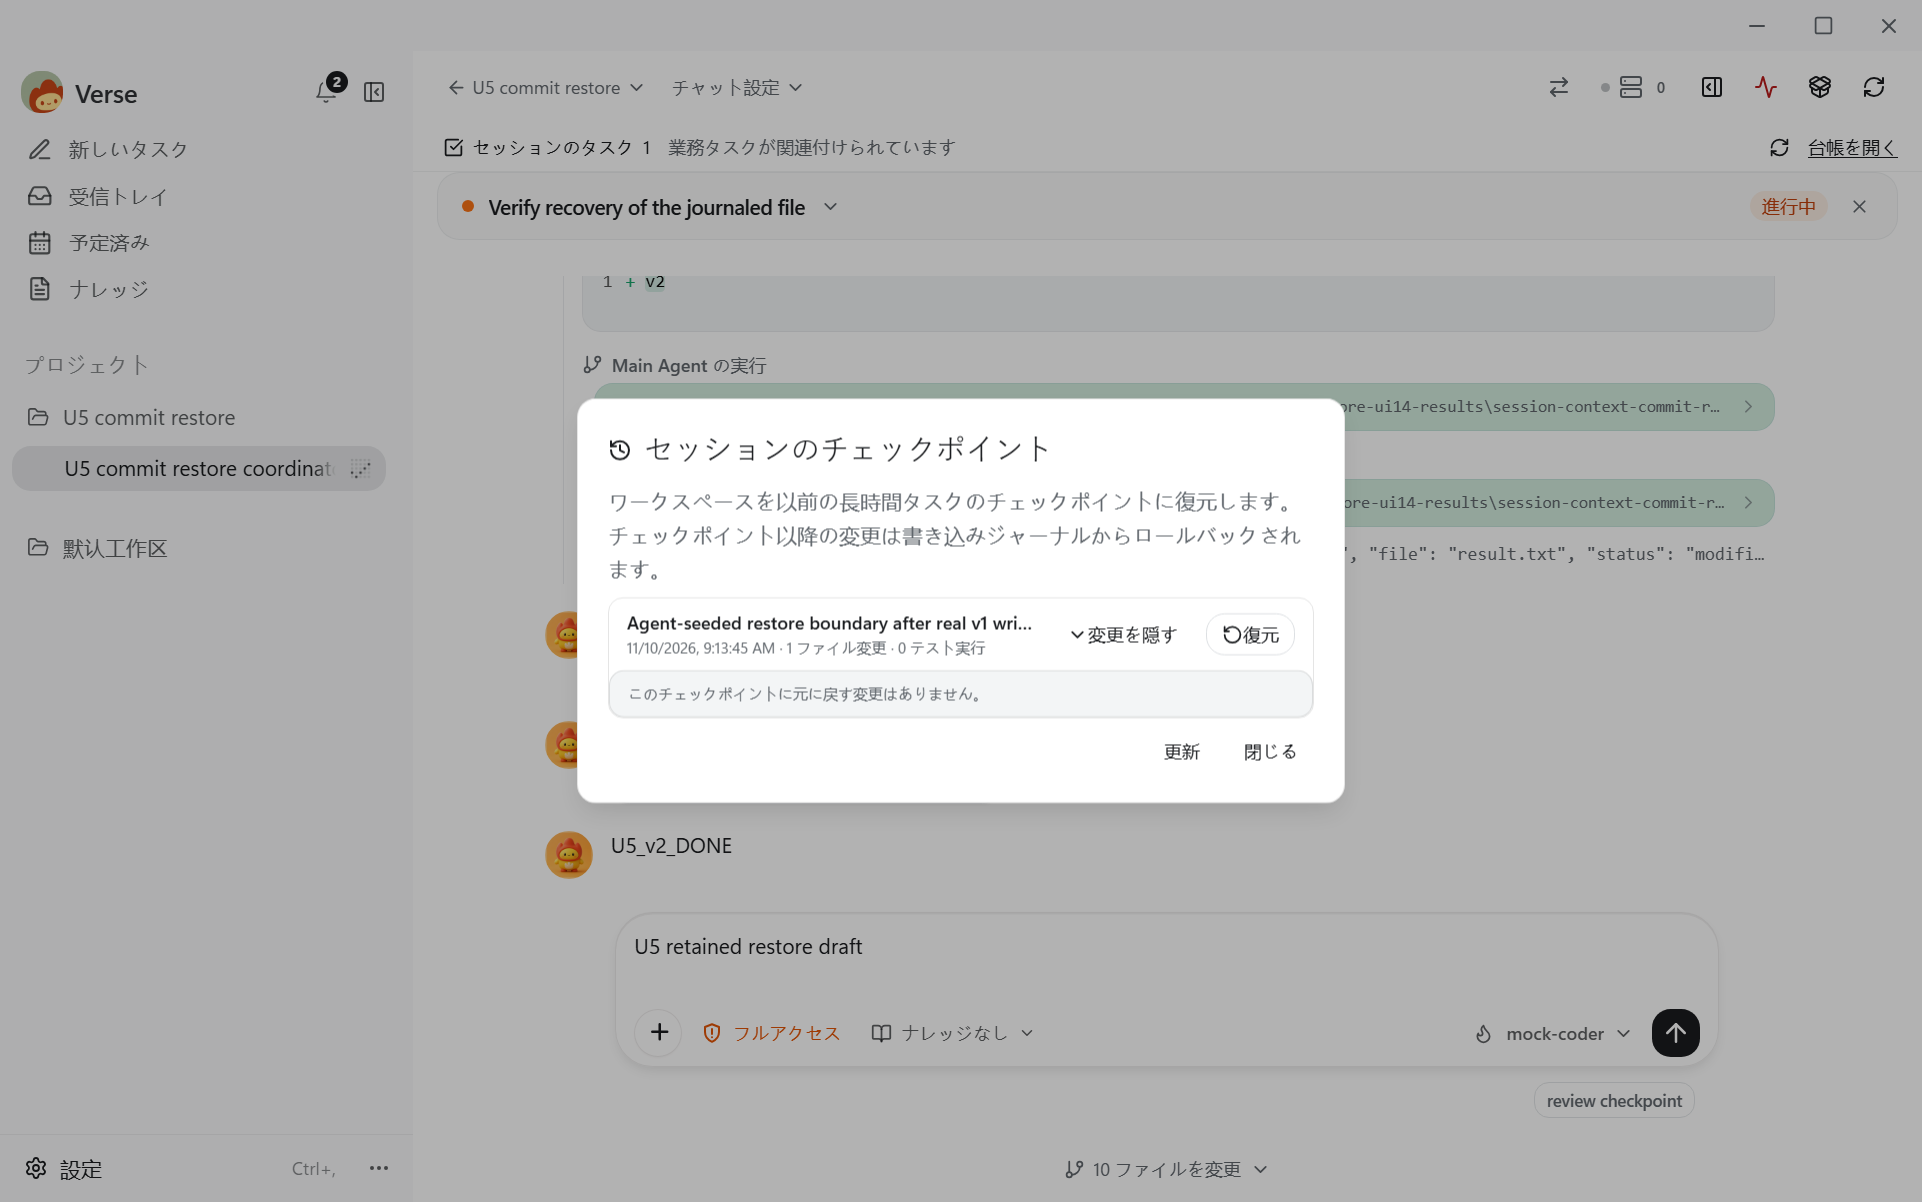 Verse
2
新しいタスク
受信トレイ
予定済み
ナレッジ
プロジェクト
U5 commit restore
U5 commit restore coordinat
默认工作区
設定
Ctrl+,
U5 commit restore
チャット設定
0
セッションのタスク 1 業務タスクが関連付けられています
台帳を開く
Verify recovery of the journaled file
進行中
1 + v2
Main Agent の実行
ore-ui14-results\session-context-commit-r...
ore-ui14-results\session-context-commit-r...
", "file": "result.txt", "status": "modifi...
セッションのチェックポイント
ワークスペースを以前の長時間タスクのチェックポイントに復元します。
チェックポイント以降の変更は書き込みジャーナルからロールバックされ
ます。
Agent-seeded restore boundary after real v1 wri...
11/10/2026, 9:13:45 AM · 1 ファイル変更 · 0 テスト実行
変更を隠す
復元
このチェックポイントに元に戻す変更はありません。
更新
閉じる
U5_v2_DONE
U5 retained restore draft
フルアクセス
ナレッジなし
mock-coder
review checkpoint
10 ファイルを変更